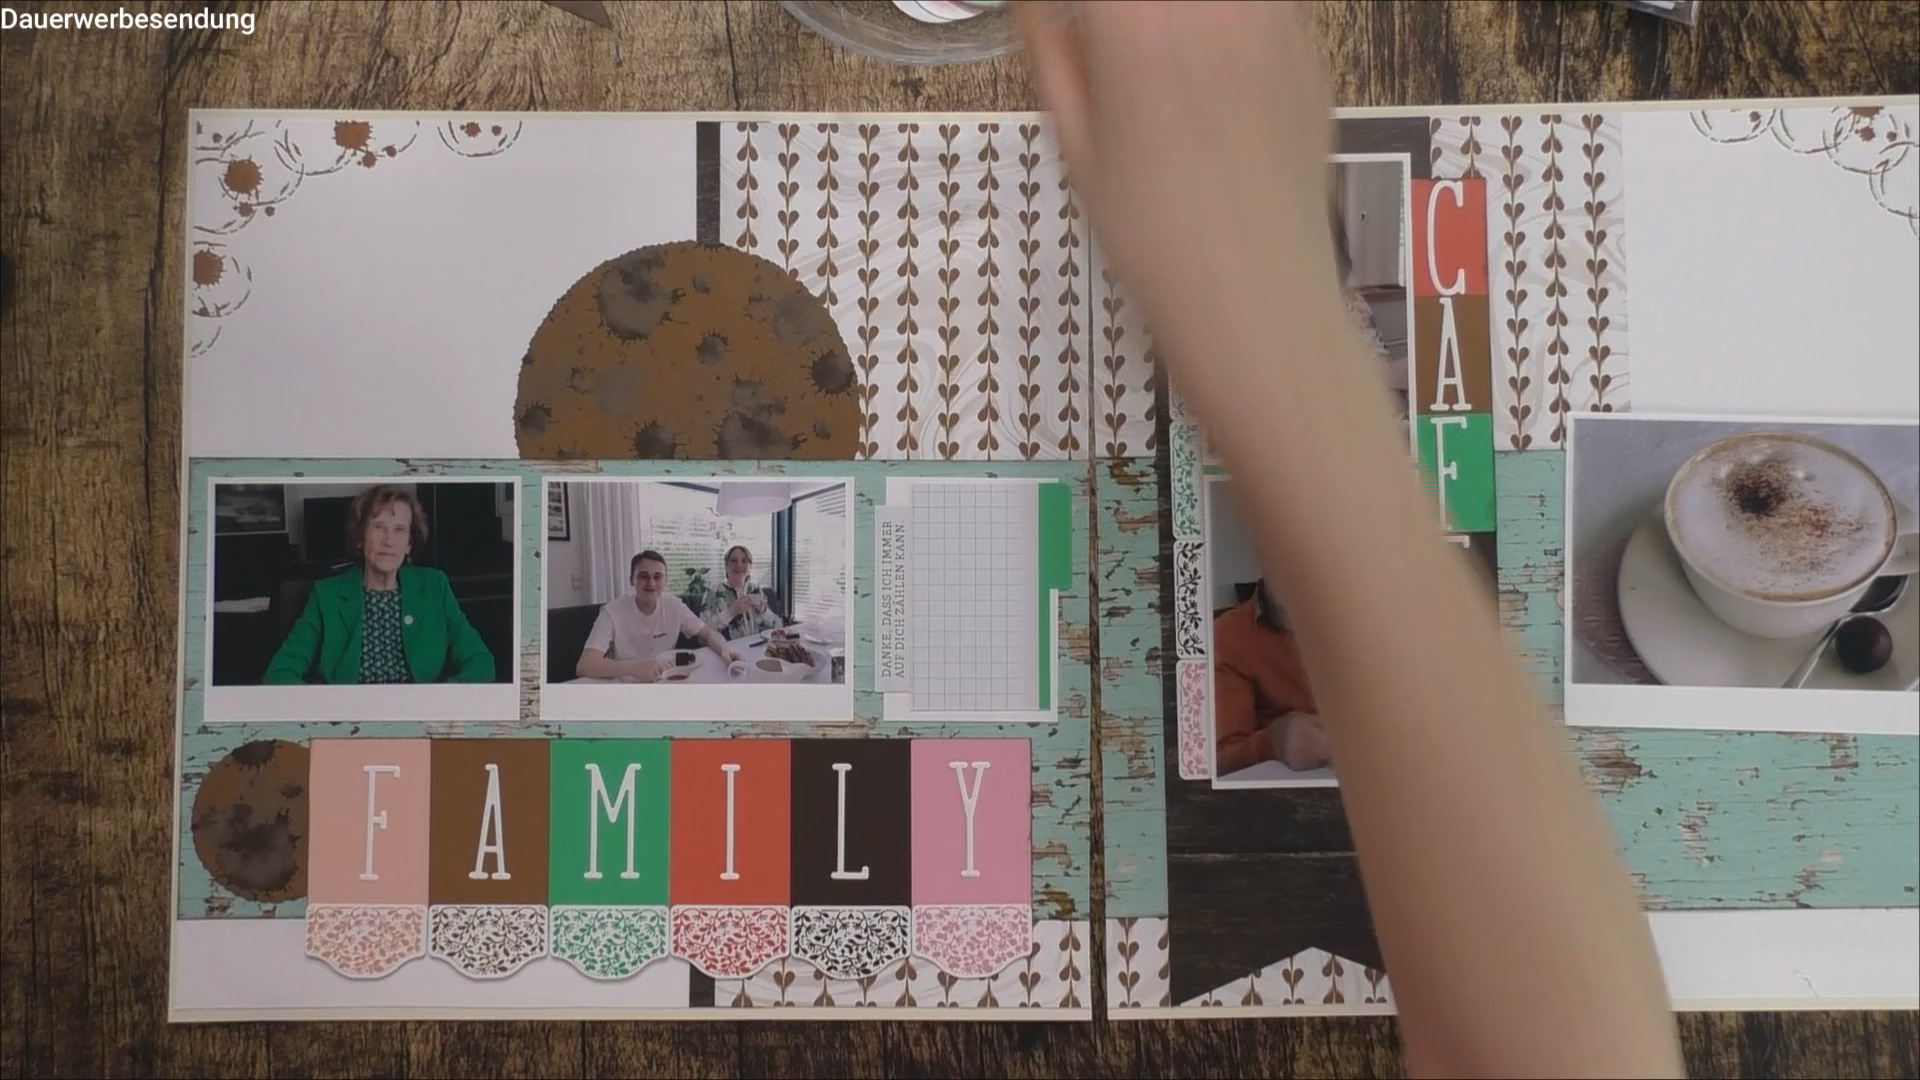 Dauerwerbesendung
CAF
DANKE, DASS ICH IMMER
AUF DICH ZÄHLEN KANN.
FAMILY